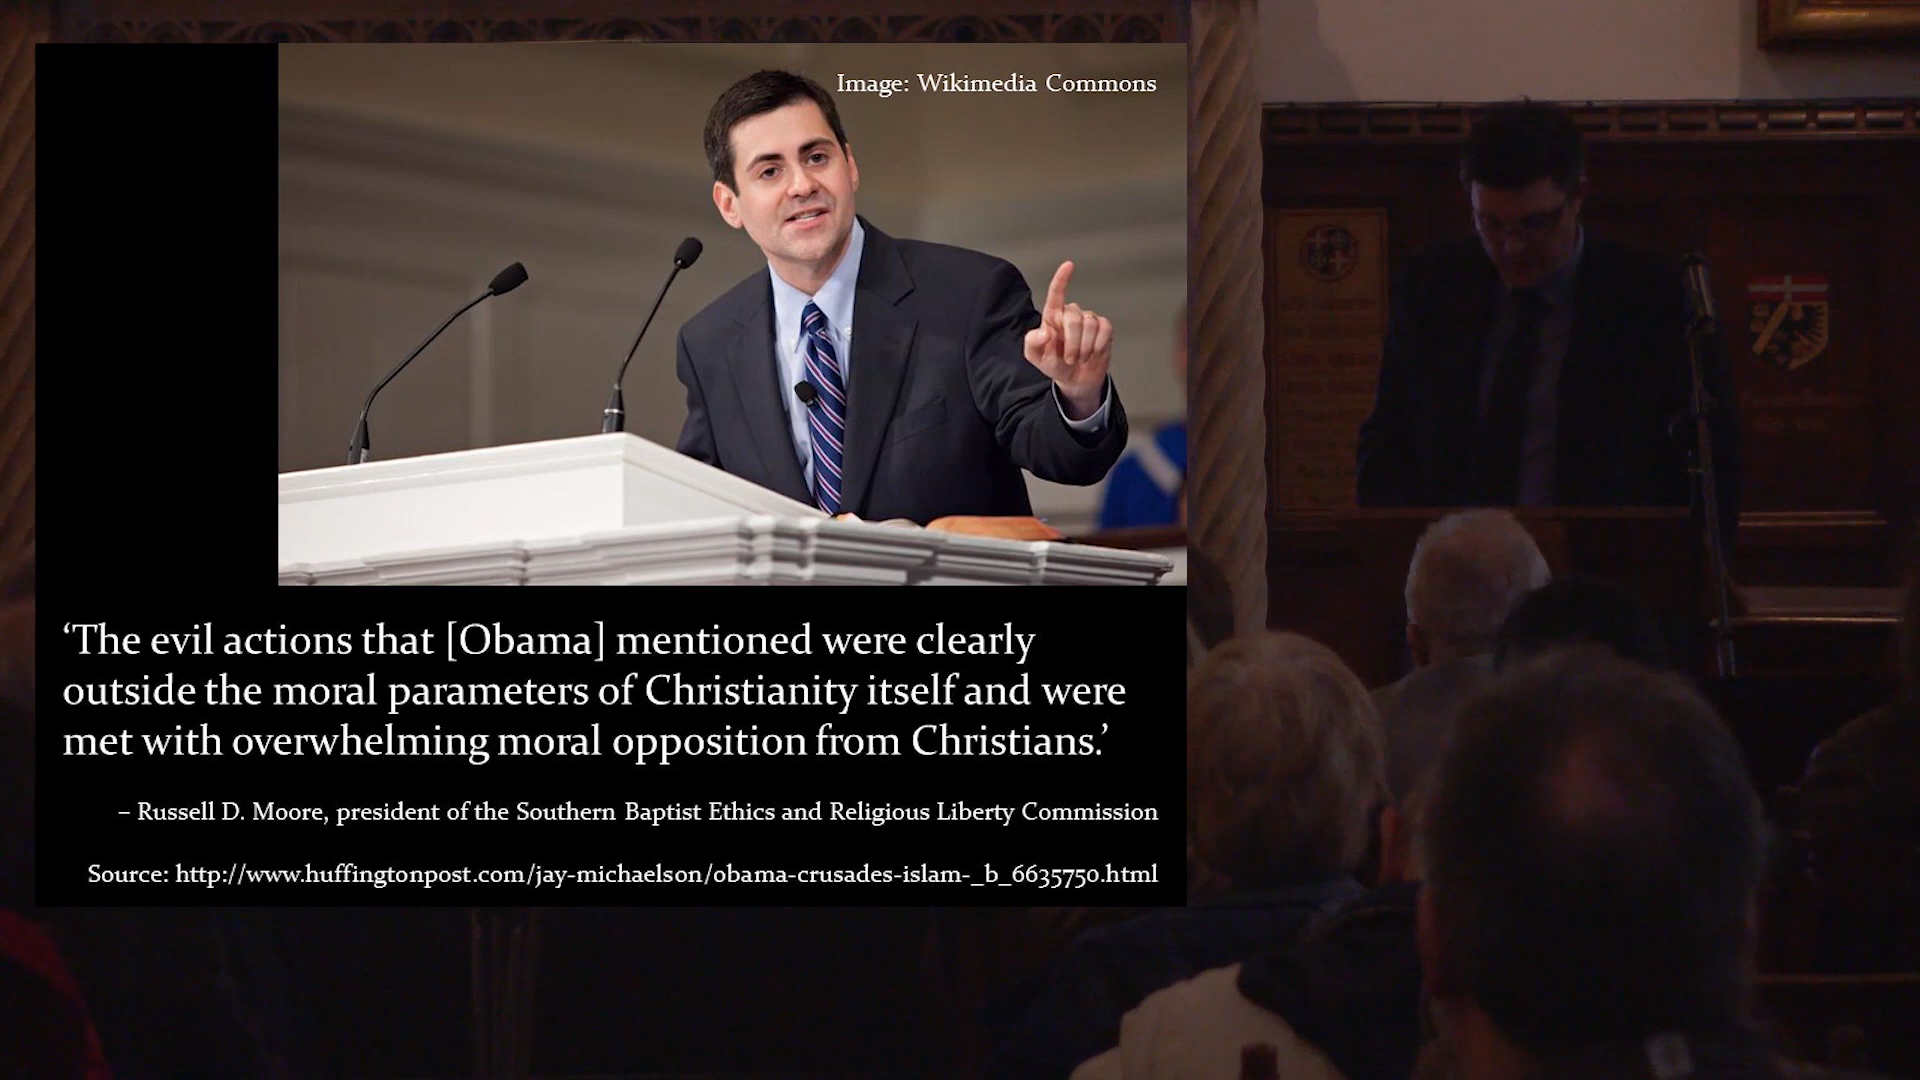 Image: Wikimedia Commons
‘The evil actions that [Obama] mentioned were clearly
outside the moral parameters of Christianity itself and were
met with overwhelming moral opposition from Christians.’
– Russell D. Moore, president of the Southern Baptist Ethics and Religious Liberty Commission
Source: http://www.huffingtonpost.com/jay-michaelson/obama-crusades-islam-_b_6635750.html